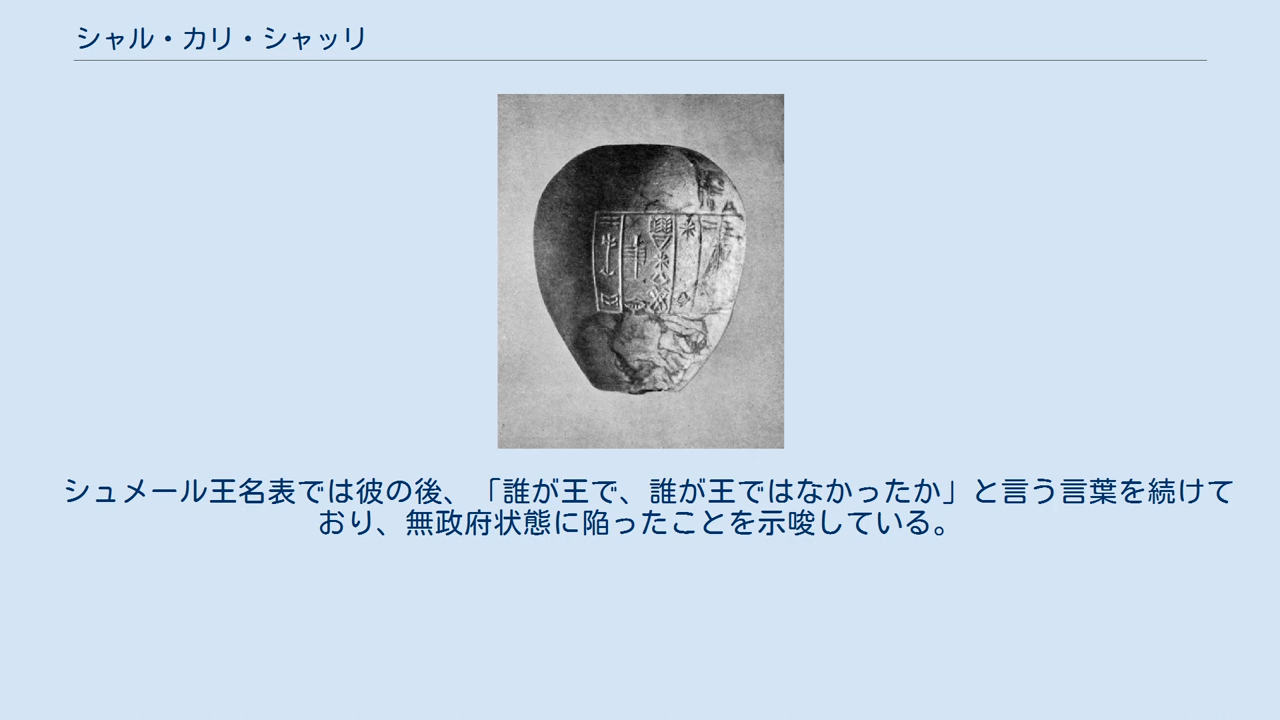 シャル・カリ・シャッリ
シュメール王名表では彼の後、「誰が王で、誰が王ではなかったか」と言う言葉を続けて
おり、無政府状態に陥ったことを示唆している。